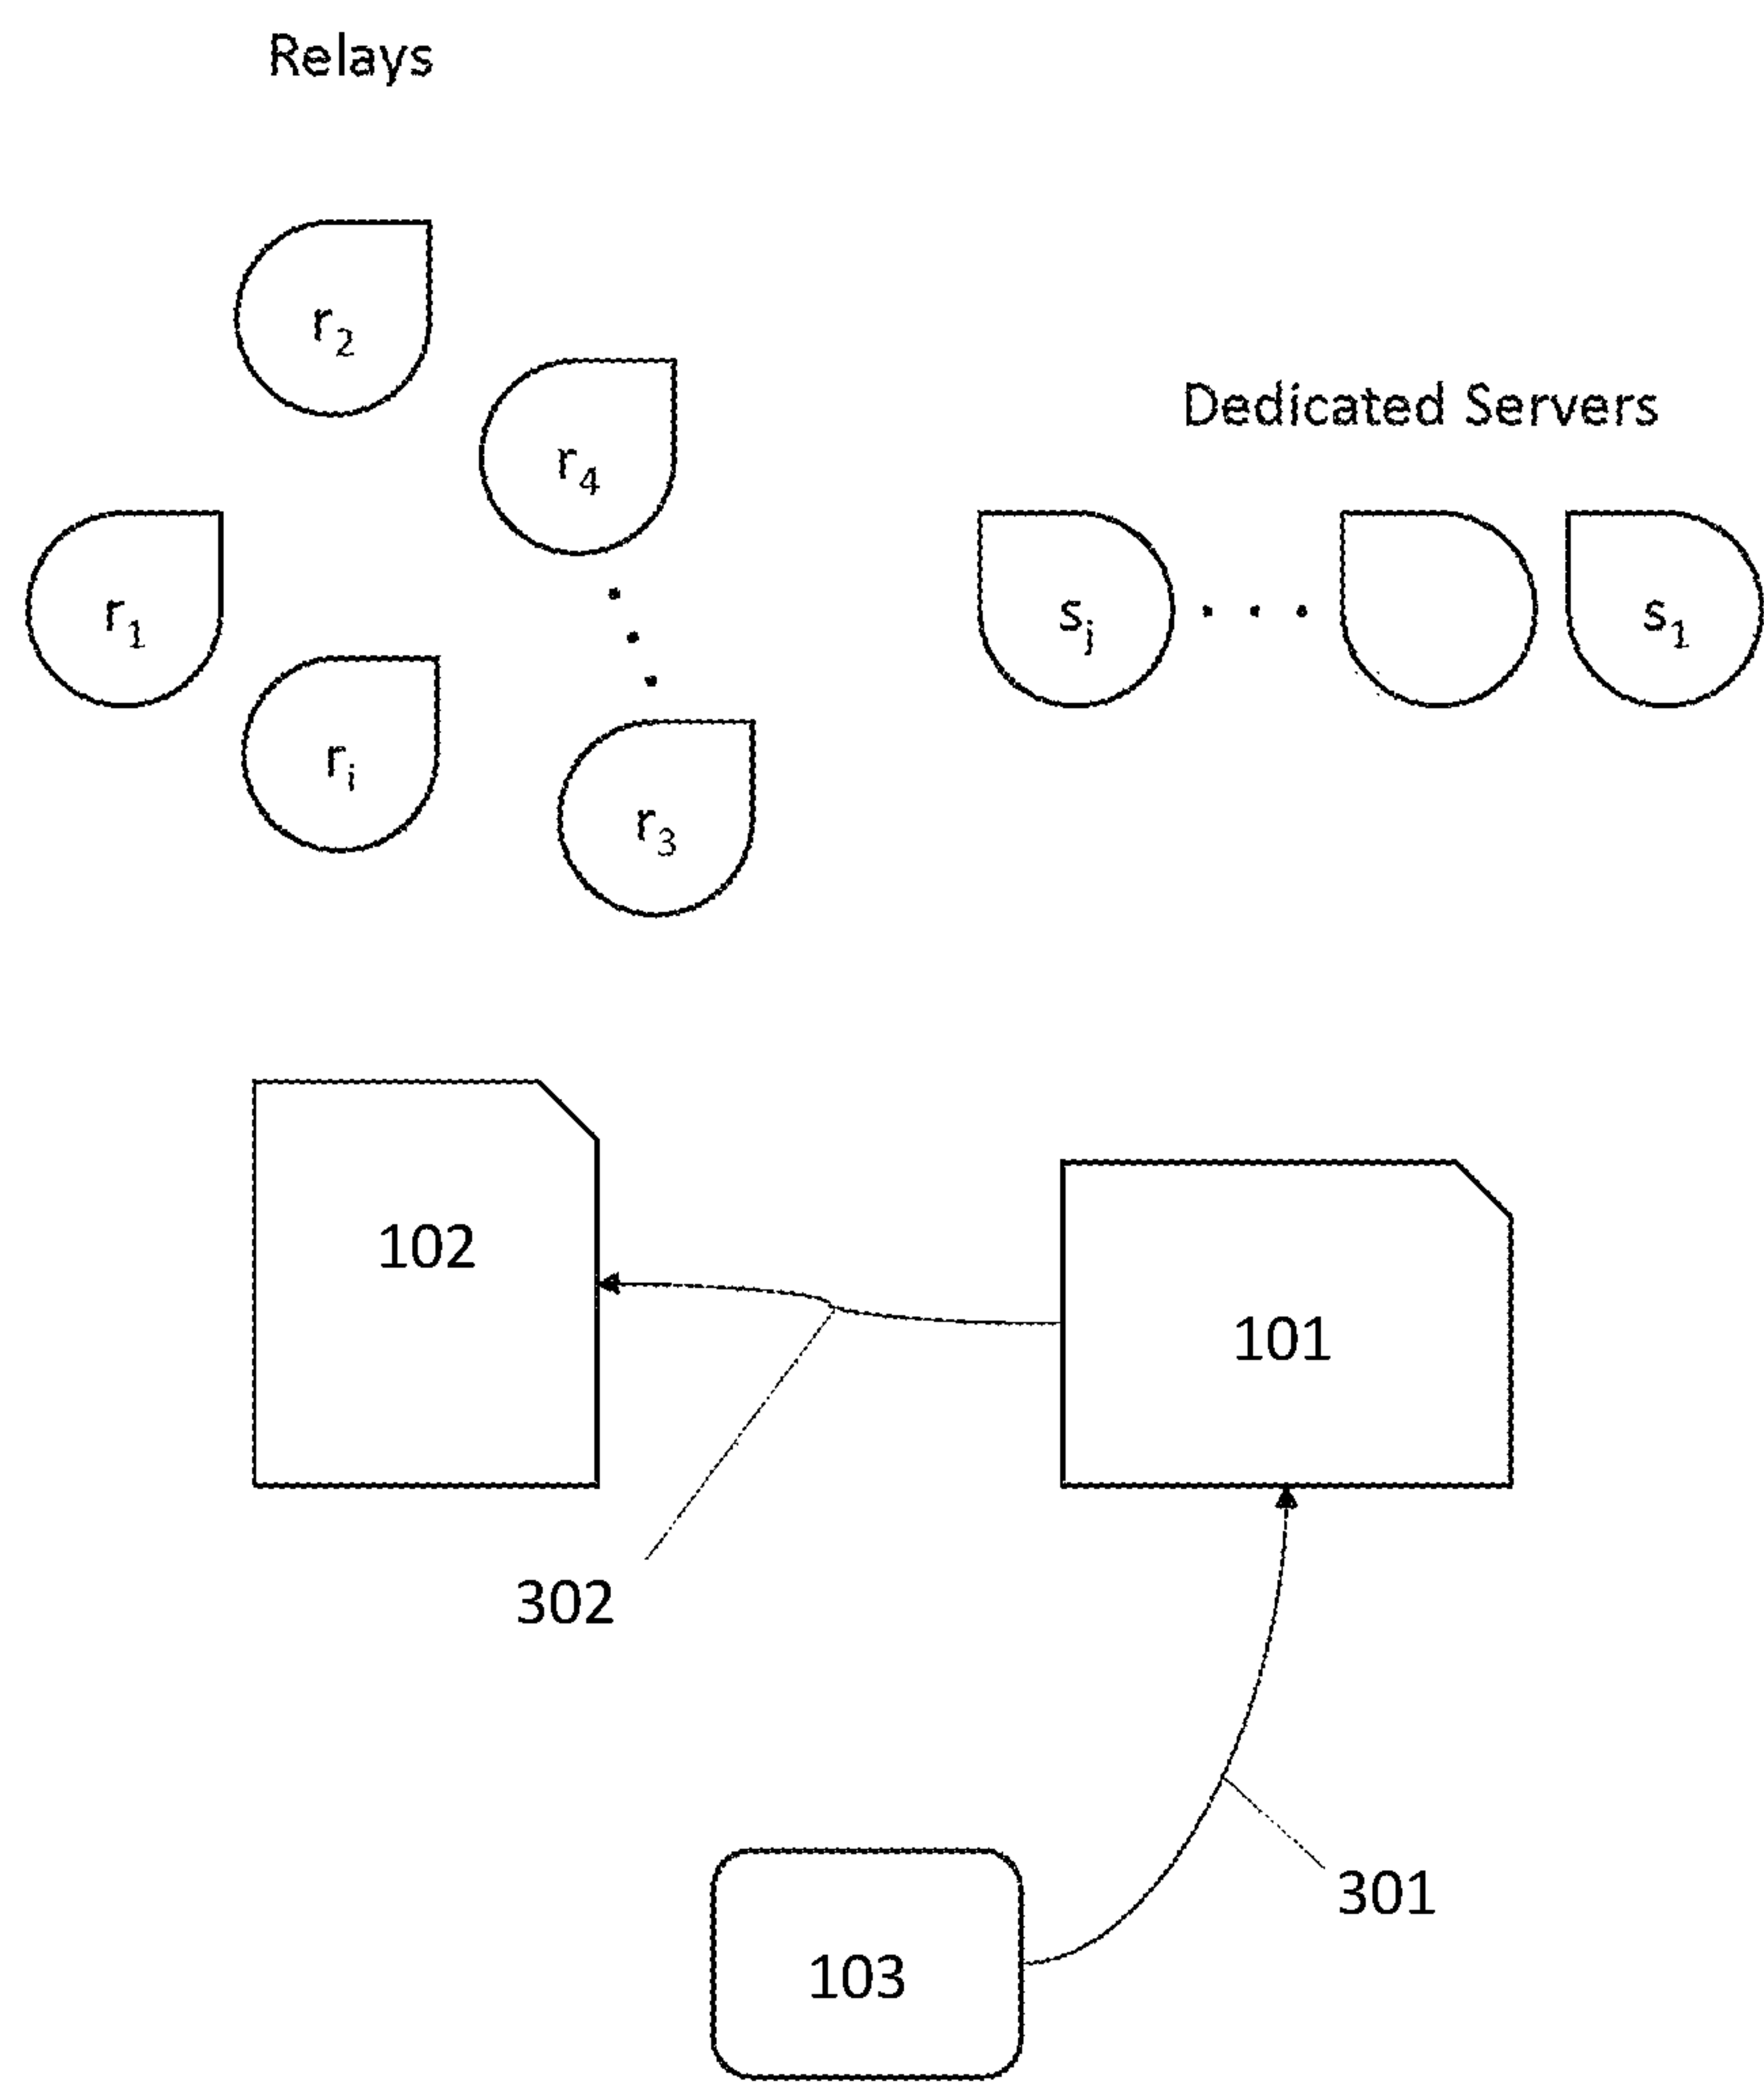 Relays
r2
r4
Dedicated Servers
r1
sj
s1
ri
r3
102
101
302
301
103